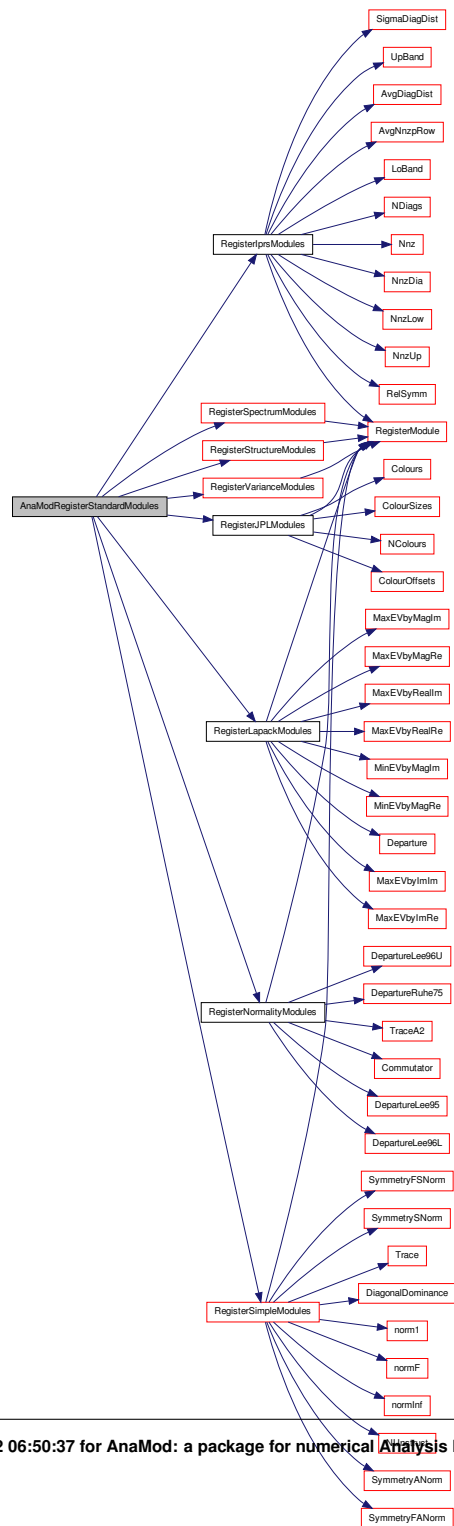 SigmaDiagDist
UpBand
AvgDiagDist
AvgNnzpRow
LoBand
NDiags
RegisterIprsModules
Nnz
NnzDia
NnzLow
NnzUp
RelSymm
RegisterSpectrumModules
RegisterModule
RegisterStructureModules
Colours
RegisterVarianceModules
AnaModRegisterStandardModules
ColourSizes
RegisterJPLModules
NColours
ColourOffsets
MaxEVbyMagIm
MaxEVbyMagRe
MaxEVbyRealIm
RegisterLapackModules
MaxEVbyRealRe
MinEVbyMagIm
MinEVbyMagRe
Departure
MaxEVbyImIm
MaxEVbyImRe
DepartureLee96U
DepartureRuhe75
RegisterNormalityModules
TraceA2
Commutator
DepartureLee95
DepartureLee96L
SymmetryFSNorm
SymmetrySNorm
Trace
DiagonalDominance
RegisterSimpleModules
norm1
normF
normInf
2 06:50:37 for AnaMod: a package for numerical Analysis
SymmetryANorm
SymmetryFANorm